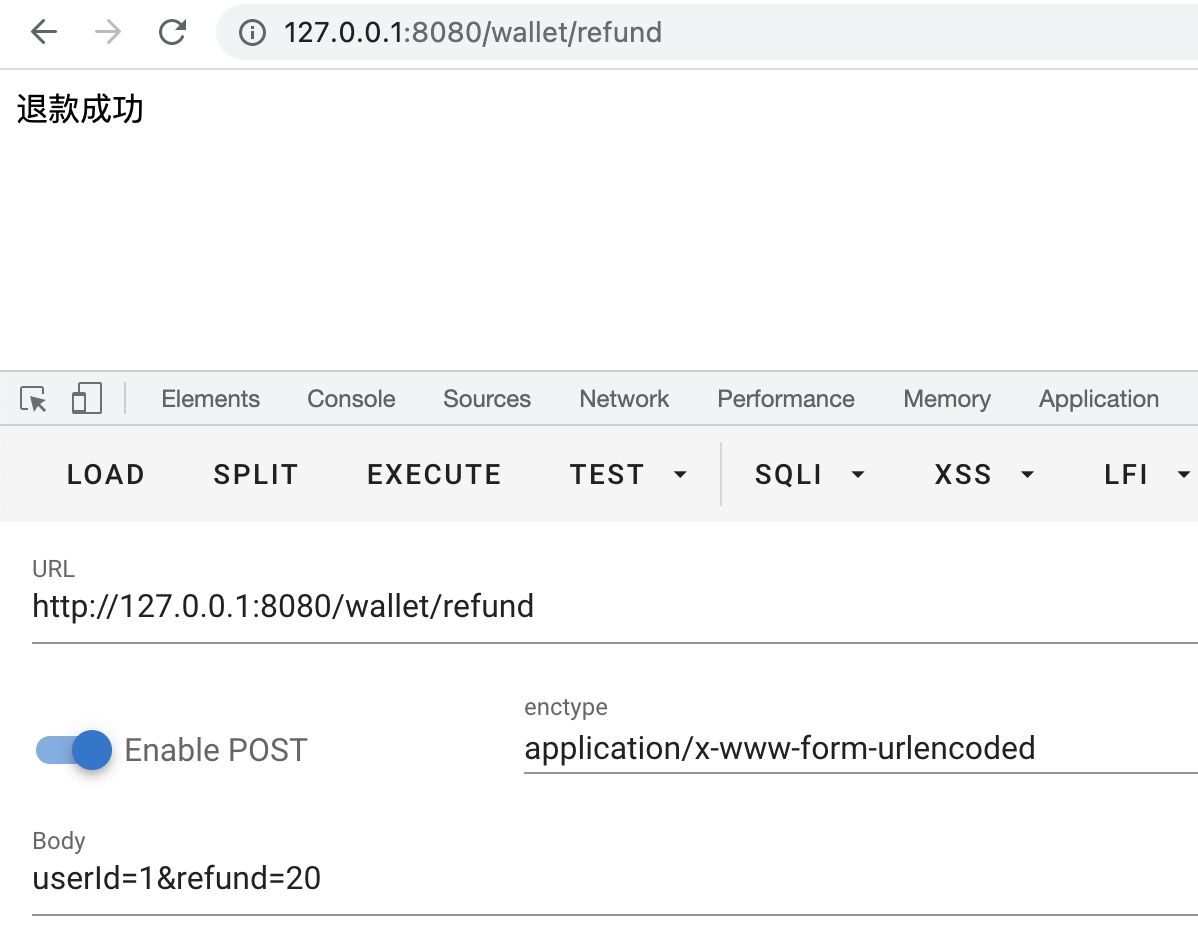 127.0.0.1:8080/wallet/refund
退款成功
Elements Console Sources Network Performance Memory Application
LOAD SPLIT EXECUTE TEST SQLI XSS LFI
URL
http://127.0.0.1:8080/wallet/refund
enctype
Enable POST application/x-www-form-urlencoded
Body
userId=1&refund=20